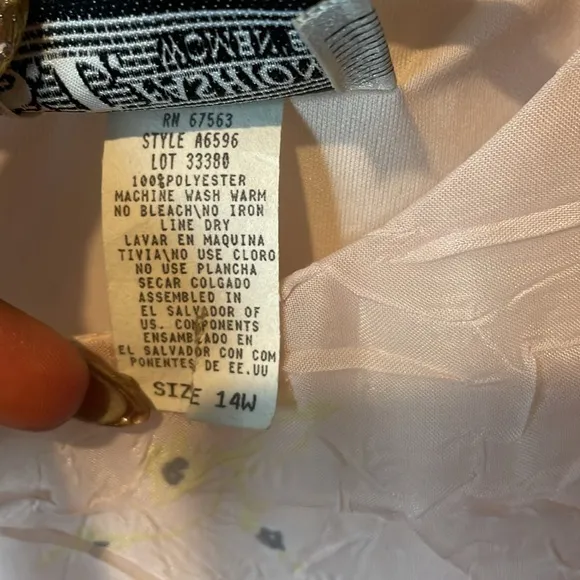 WOMEN
FASHION
RN 67563
STYLE A6596
LOT 33380
100%POLYESTER
MACHINE WASH WARM
NO BLEACH\NO IRON
LINE DRY
LAVAR EN MAQUINA
TIVIA\NO USE CLORO
NO USE PLANCHA
SECAR COLGADO
ASSEMBLED IN
EL SALVADOR OF
US. COMPONENTS
ENSAMBLADO EN
EL SALVADOR CON COM
PONENTES DE EE.UU
SIZE 14W